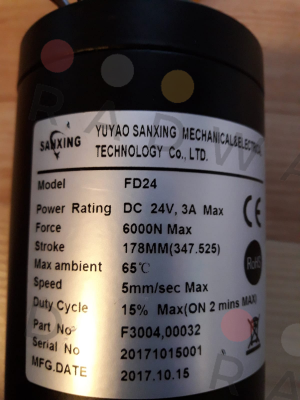 SANXING
YUYAO SANXING MECHANICAL&ELECTRICAL
TECHNOLOGY Co., LTD.
Model FD24
Power Rating DC 24V, 3A Max
Force 6000N Max
Stroke 178MM(347.525)
Max ambient 65℃
Speed 5mm/sec Max
Duty Cycle 15% Max(ON 2 mins MAX)
Part No F3004,00032
Serial No 20171015001
MFG.DATE 2017.10.15
CE
RoHS